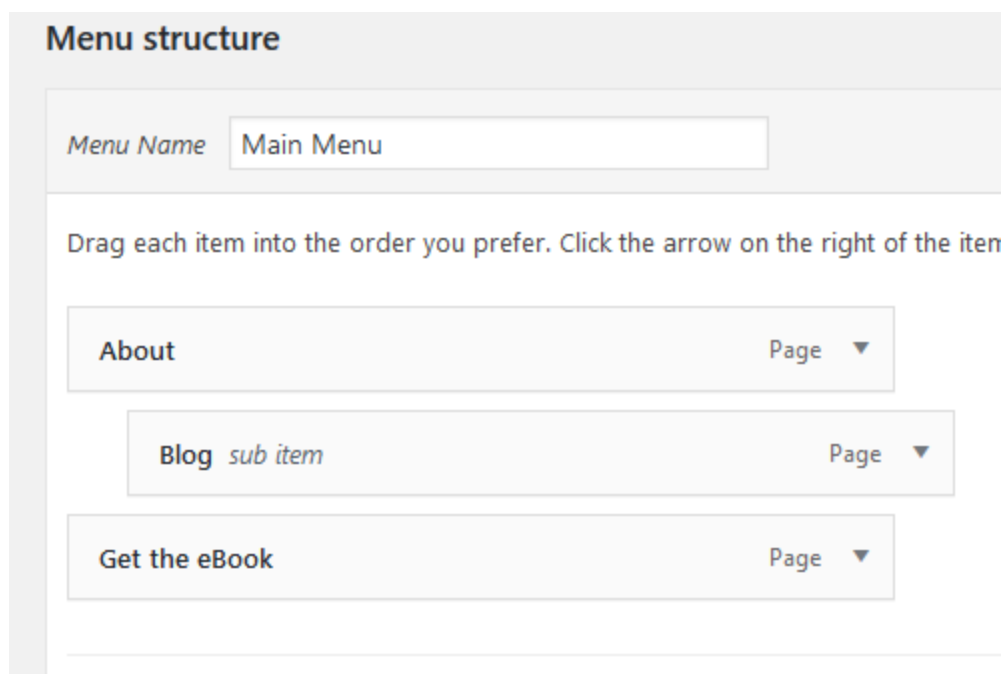 Menu structure
Menu Name Main Menu
Drag each item into the order you prefer. Click the arrow on the right of the item
About Page
Blog sub item Page
Get the eBook Page